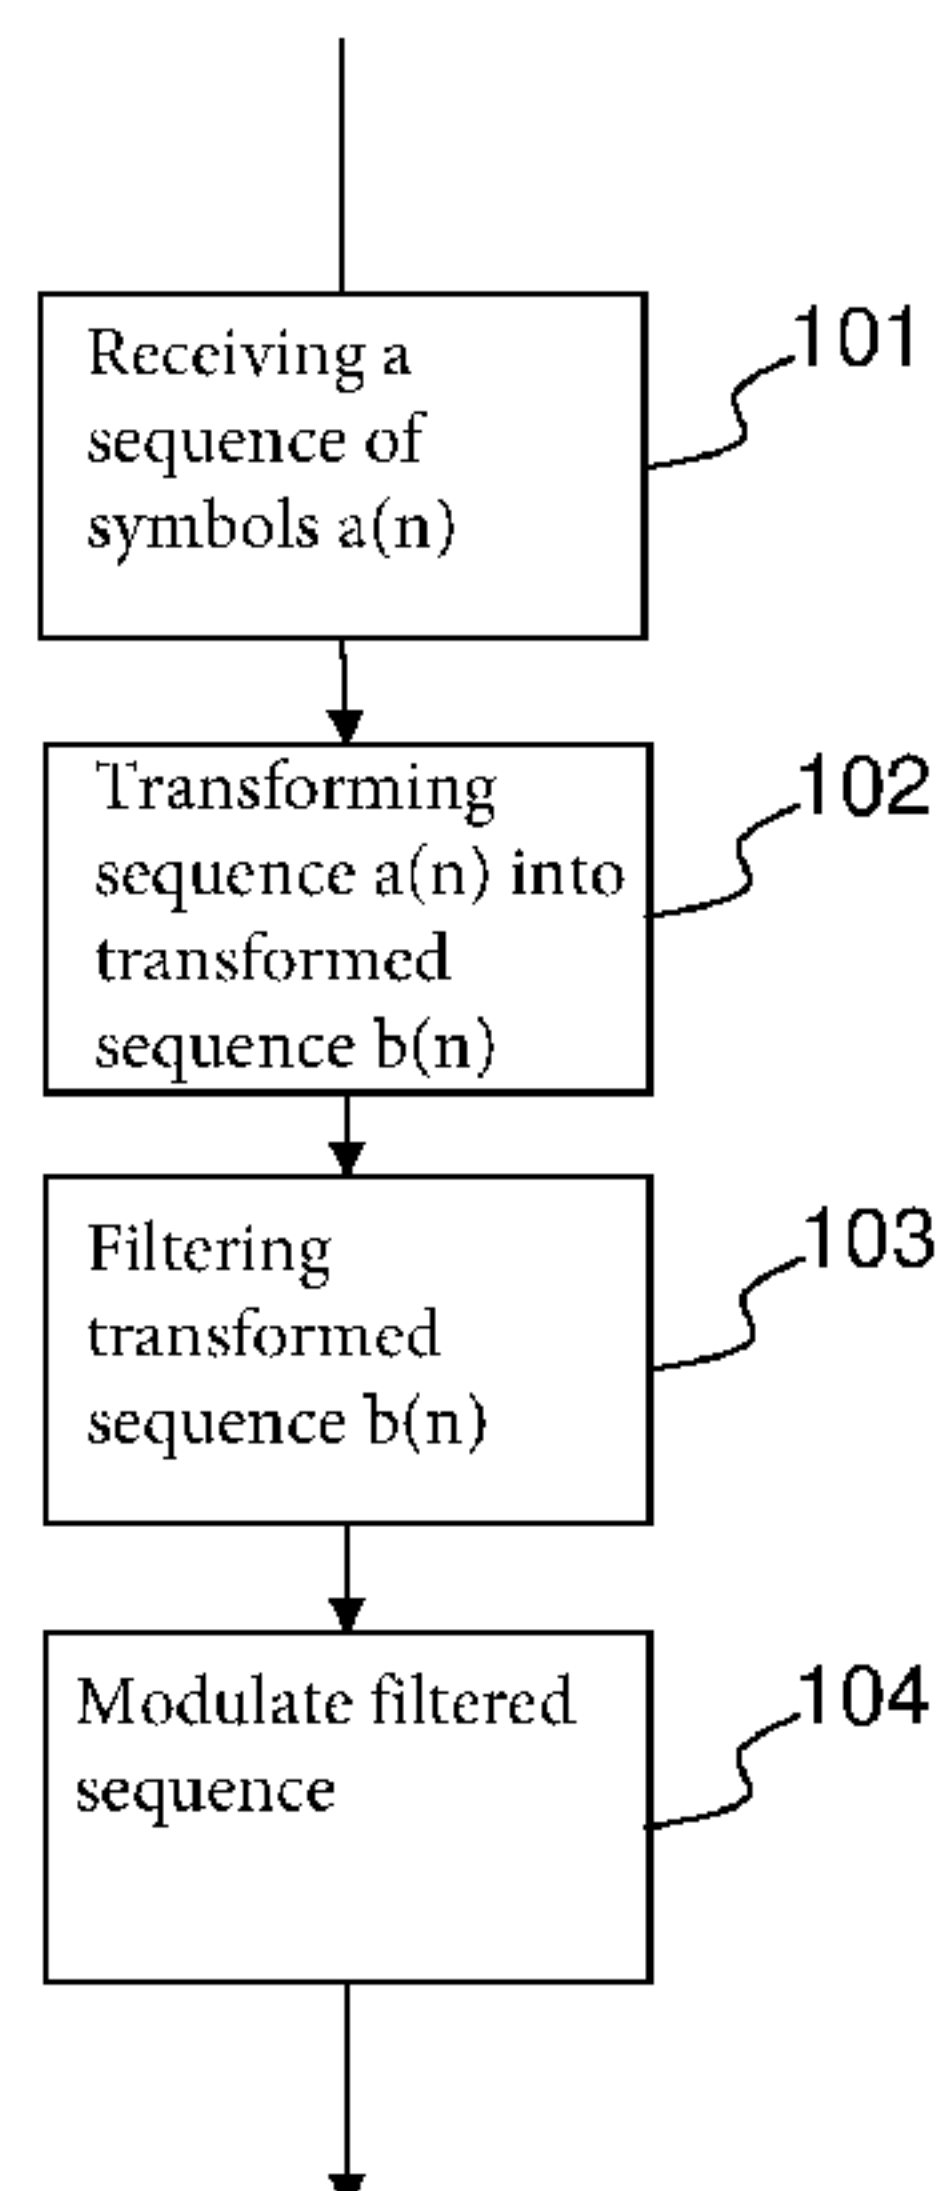 Receiving a
sequence of
symbols a(n)
101
Transforming
sequence a(n) into
transformed
sequence b(n)
102
Filtering
transformed
sequence b(n)
103
Modulate filtered
sequence
104